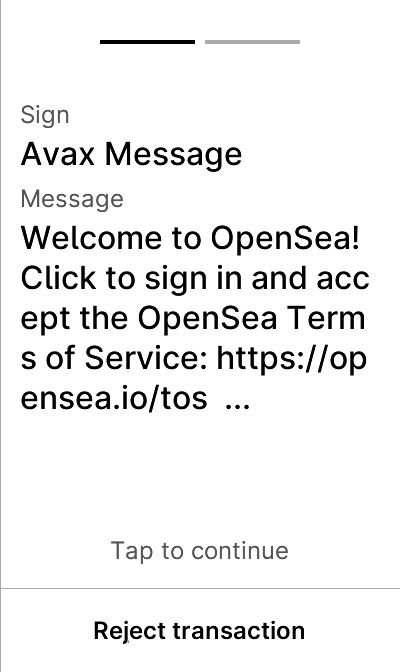 Sign
Avax Message
Message
Welcome to OpenSea!
Click to sign in and acc
ept the OpenSea Term
s of Service: https://op
ensea.io/tos  ...
Tap to continue
Reject transaction